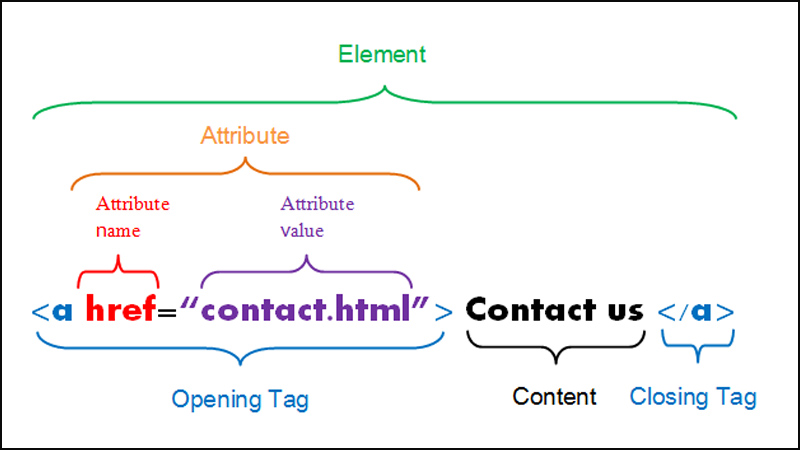 Element
Attribute
Attribute Attribute
name value
<a href=“contact.html”> Contact us </a>
Opening Tag Content Closing Tag